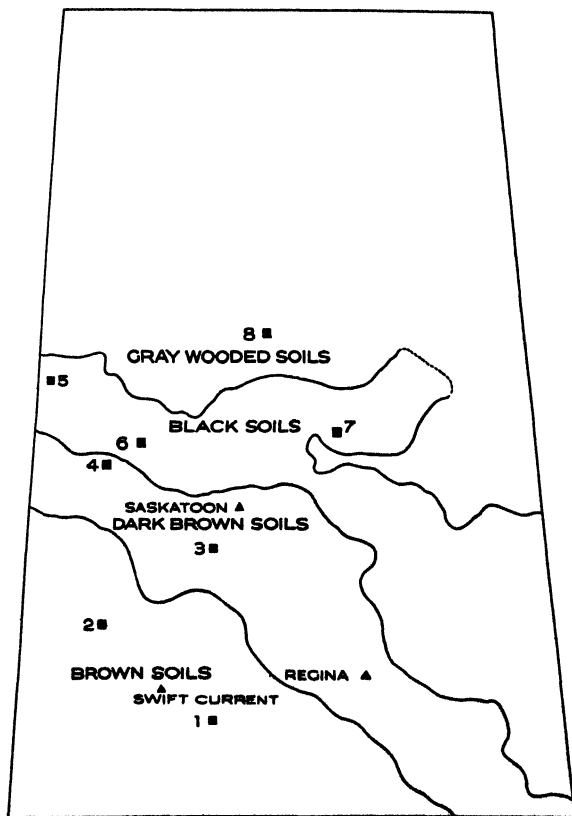 8
GRAY WOODED SOILS
5
BLACK SOILS
7
6
4
SASKATOON
DARK BROWN SOILS
3
2
BROWN SOILS
REGINA
SWIFT CURRENT
1